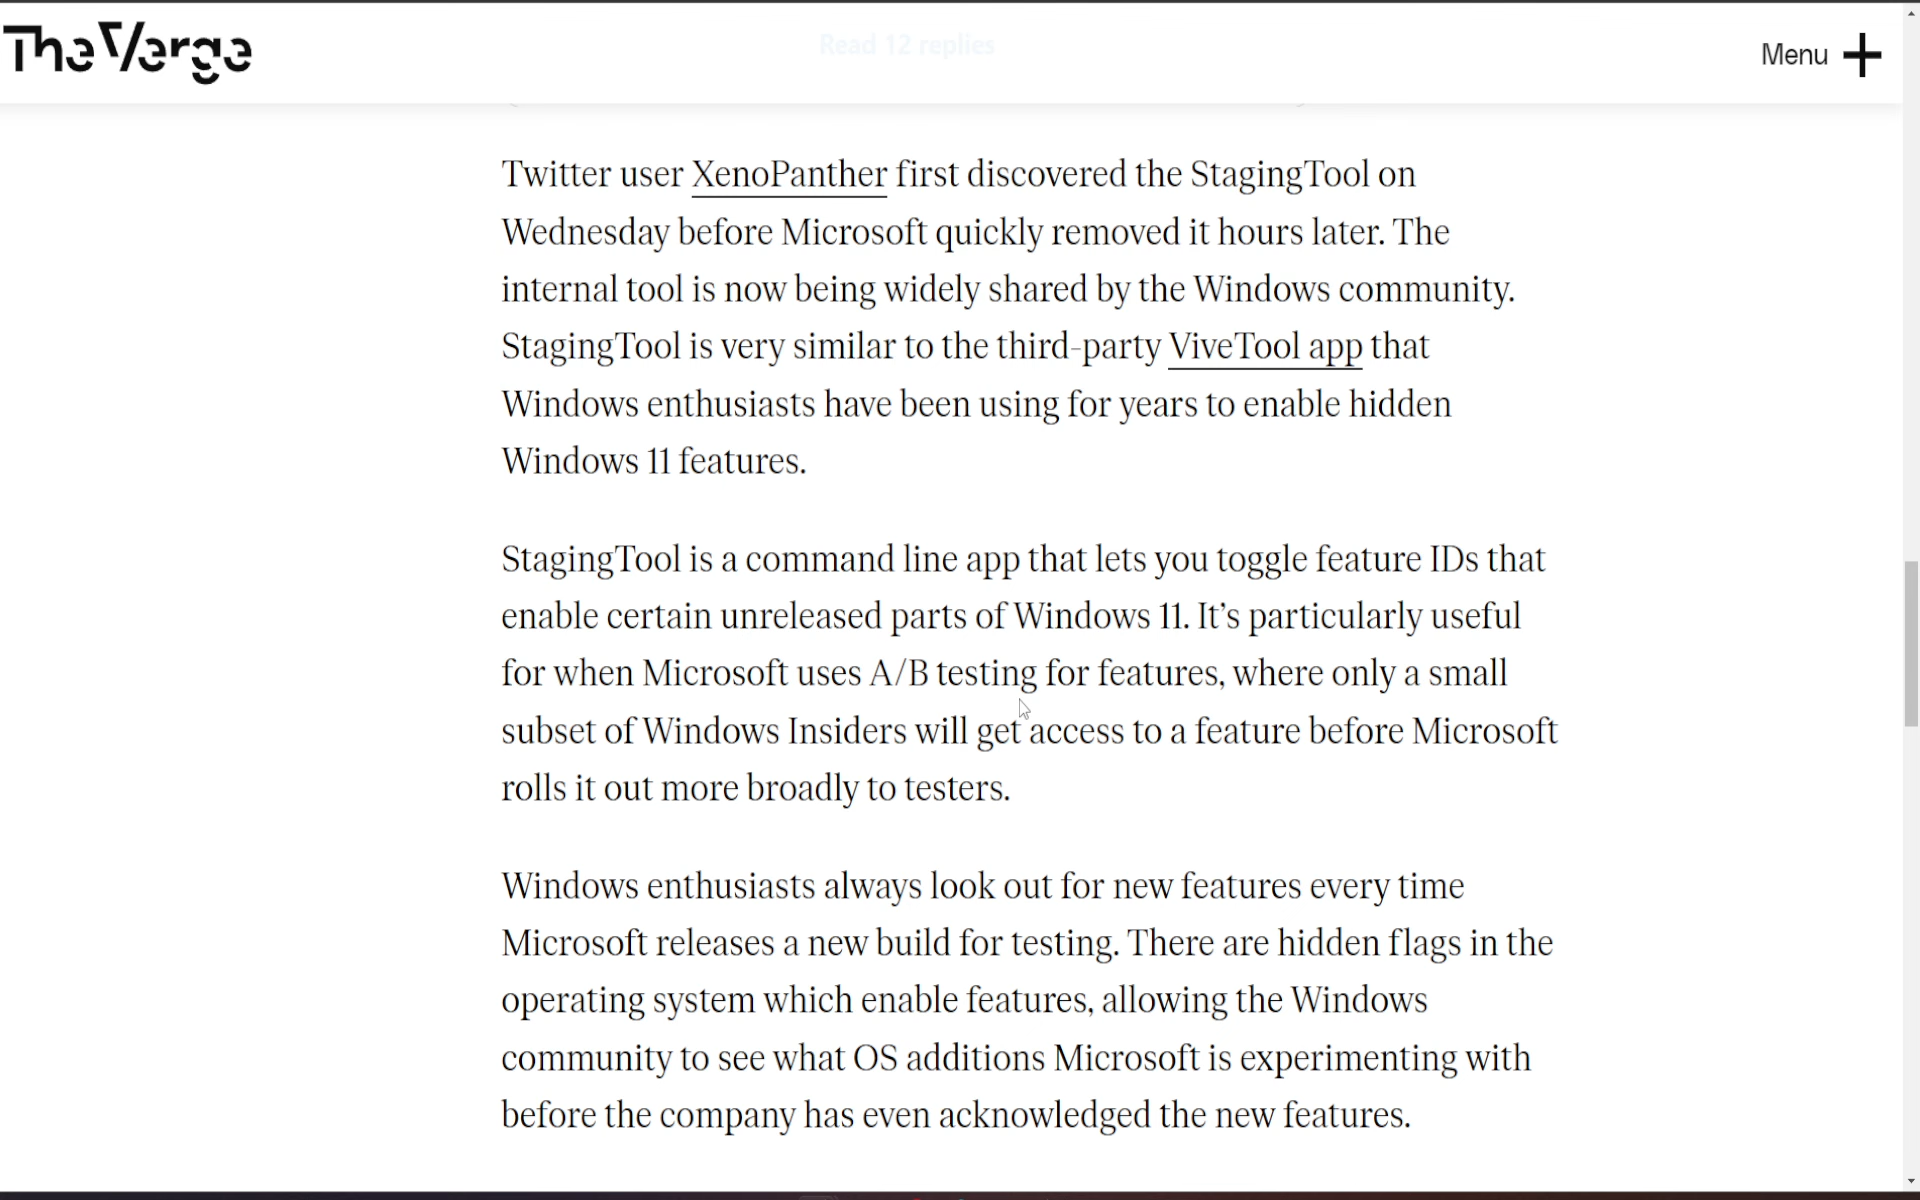 The Verge
Read 12 replies
Menu
Twitter user XenoPanther first discovered the StagingTool on
Wednesday before Microsoft quickly removed it hours later. The
internal tool is now being widely shared by the Windows community.
StagingTool is very similar to the third-party ViveTool app that
Windows enthusiasts have been using for years to enable hidden
Windows 11 features.
StagingTool is a command line app that lets you toggle feature IDs that
enable certain unreleased parts of Windows 11. It’s particularly useful
for when Microsoft uses A/B testing for features, where only a small
subset of Windows Insiders will get access to a feature before Microsoft
rolls it out more broadly to testers.
Windows enthusiasts always look out for new features every time
Microsoft releases a new build for testing. There are hidden flags in the
operating system which enable features, allowing the Windows
community to see what OS additions Microsoft is experimenting with
before the company has even acknowledged the new features.